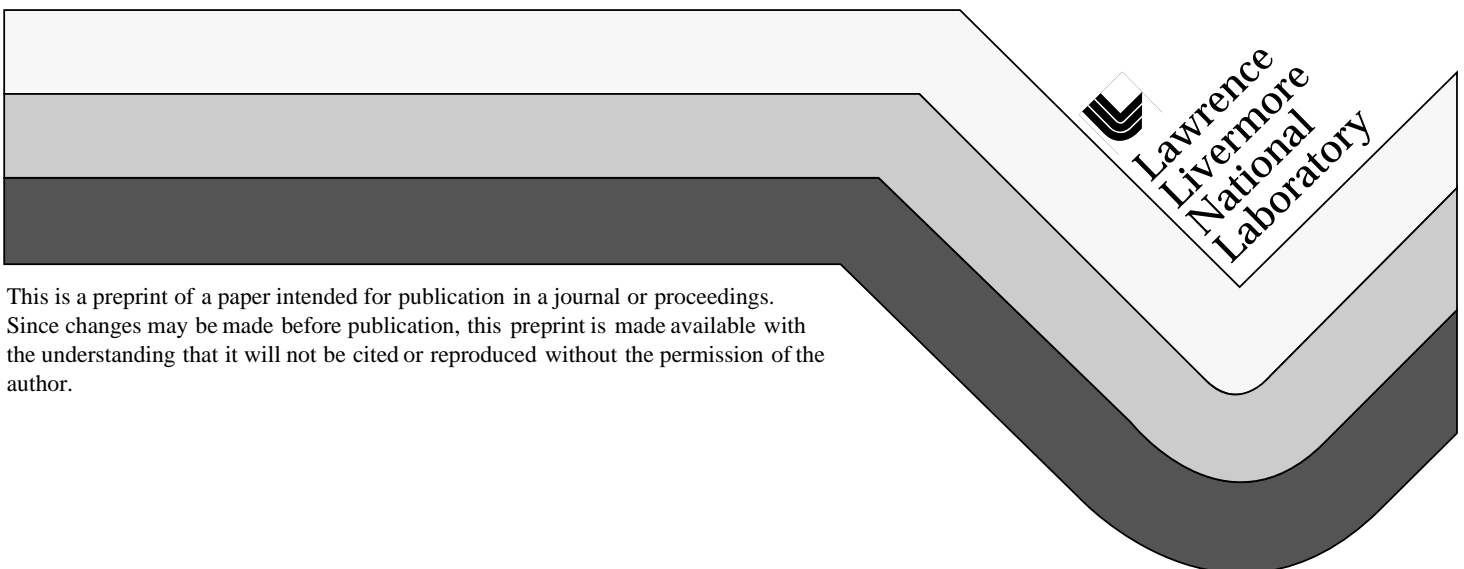 Lawrence
Livermore
National
Laboratory
This is a preprint of a paper intended for publication in a journal or proceedings.
Since changes may be made before publication, this preprint is made available with
the understanding that it will not be cited or reproduced without the permission of the
author.